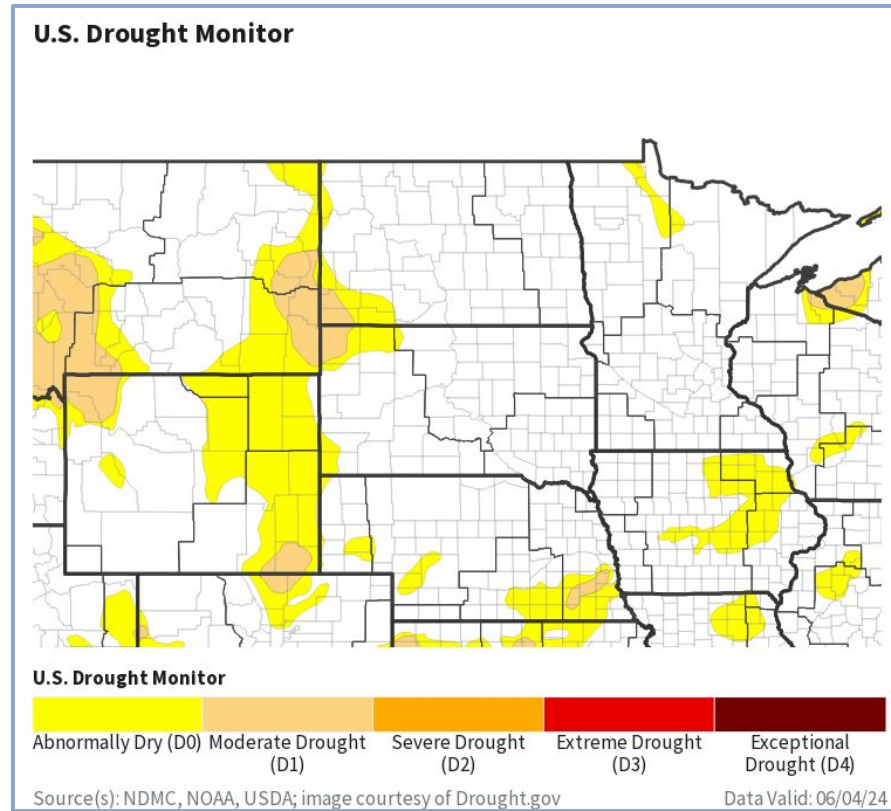 U.S. Drought Monitor
U.S. Drought Monitor
Abnormally Dry (D0)
Moderate Drought
(D1)
Severe Drought
(D2)
Extreme Drought
(D3)
Exceptional
Drought (D4)
Source(s): NDMC, NOAA, USDA; image courtesy of Drought.gov
Data Valid: 06/04/24